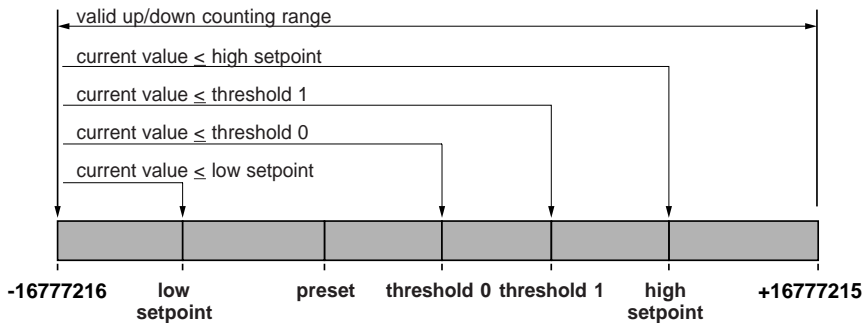 valid up/down counting range
current value ≤ high setpoint
current value ≤ threshold 1
current value ≤ threshold 0
current value ≤ low setpoint
-16777216 low setpoint preset threshold 0 threshold 1 high setpoint +16777215